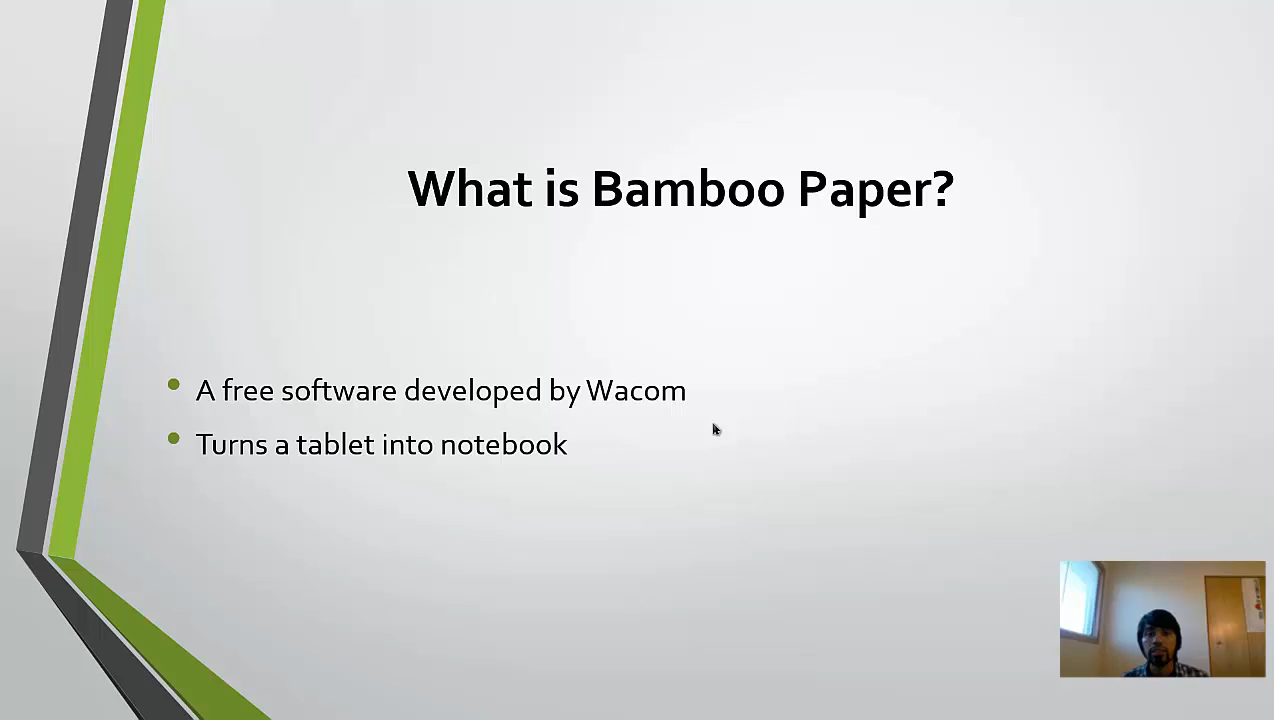 What is Bamboo Paper?
A free software developed by Wacom
Turns a tablet into notebook